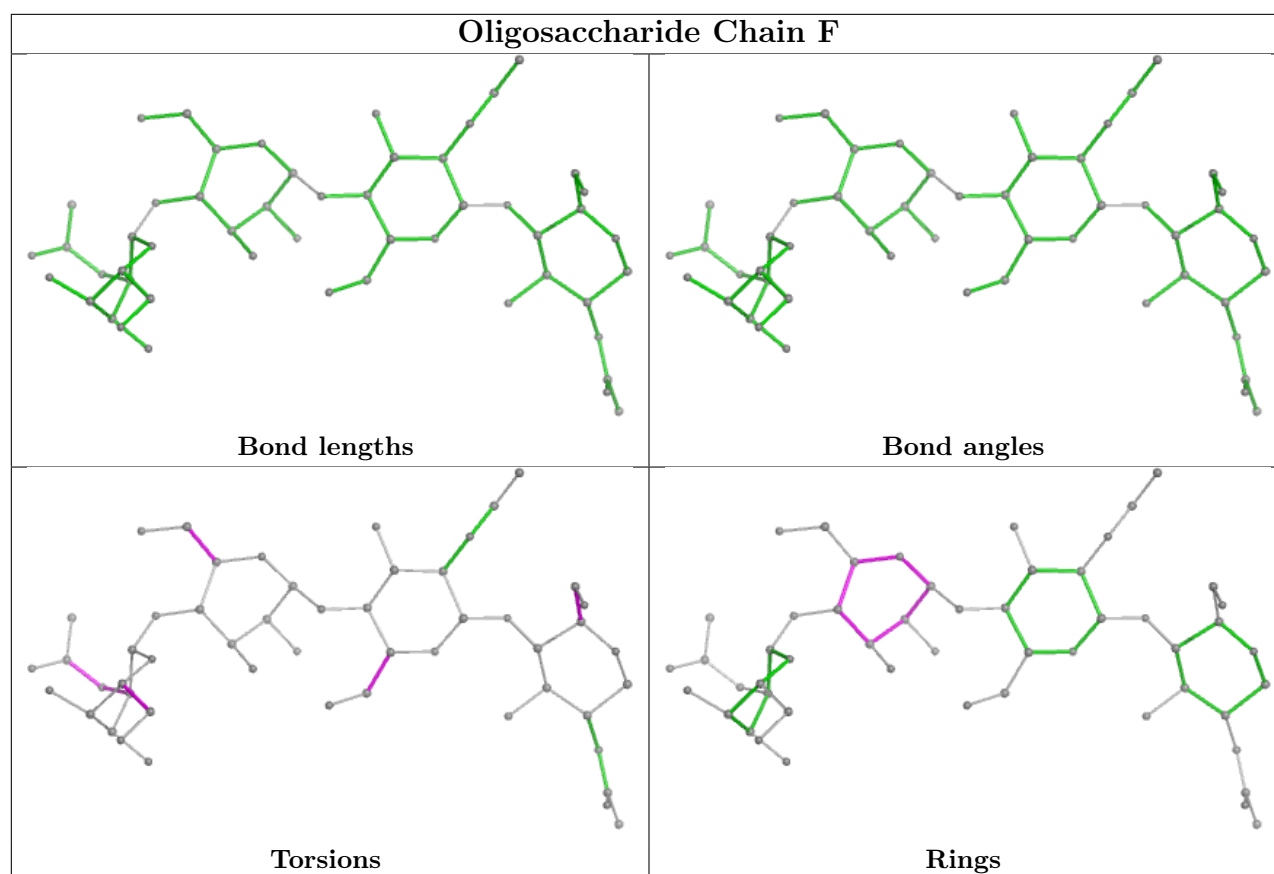 Oligosaccharide Chain F
Bond lengths
Bond angles
Torsions
Rings